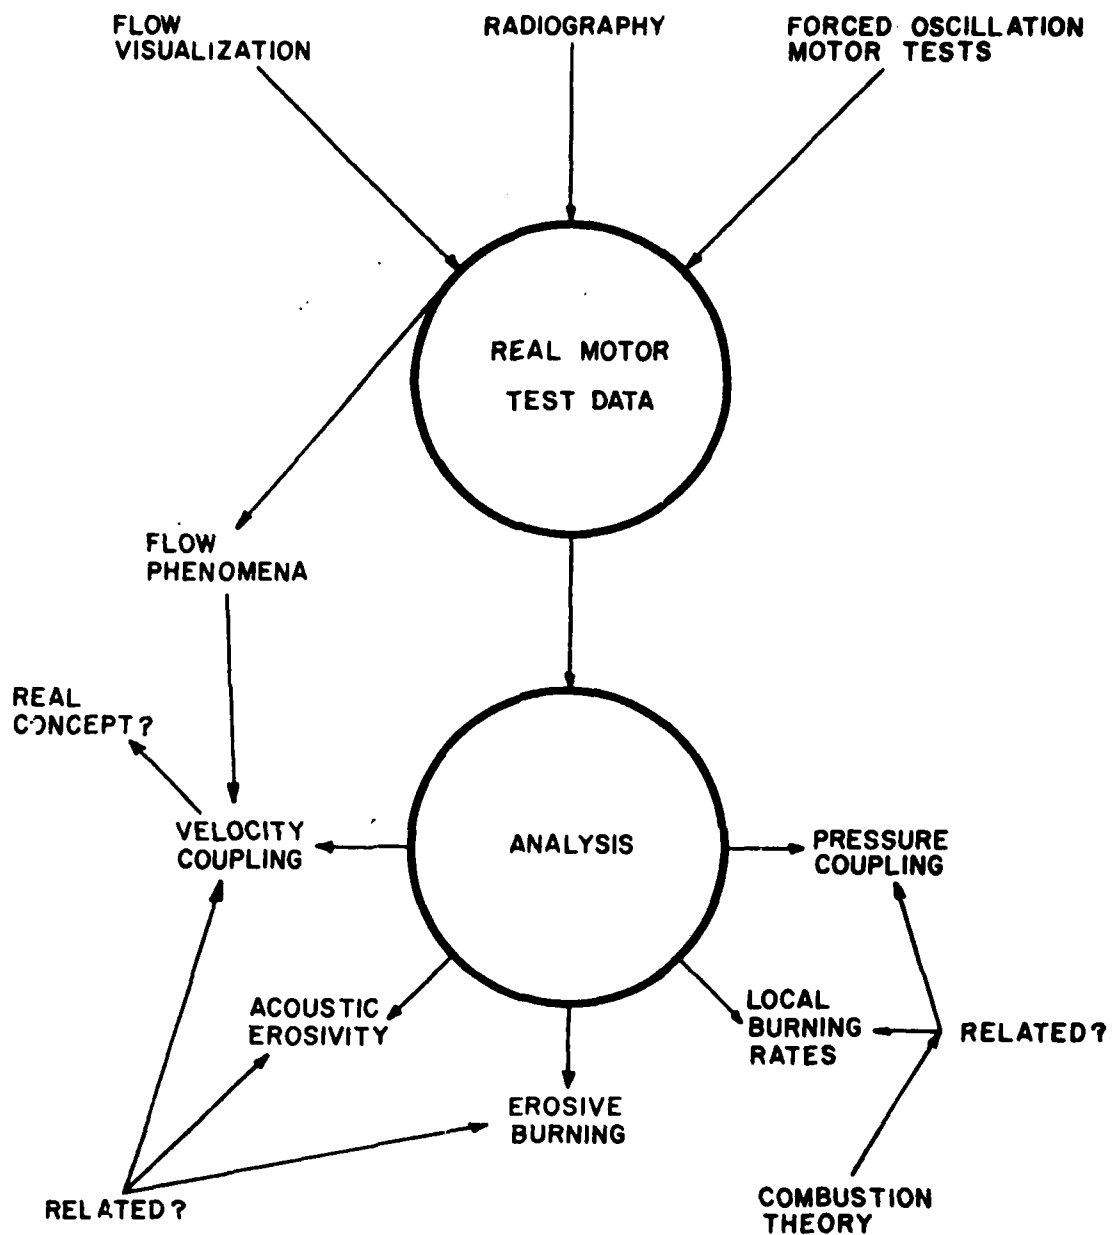 FLOW
VISUALIZATION
RADIOGRAPHY
FORCED OSCILLATION
MOTOR TESTS
REAL MOTOR
TEST DATA
FLOW
PHENOMENA
REAL
CONCEPT?
VELOCITY
COUPLING
ANALYSIS
PRESSURE
COUPLING
ACOUSTIC
EROSIVITY
LOCAL
BURNING
RATES
RELATED?
EROSIVE
BURNING
RELATED?
COMBUSTION
THEORY